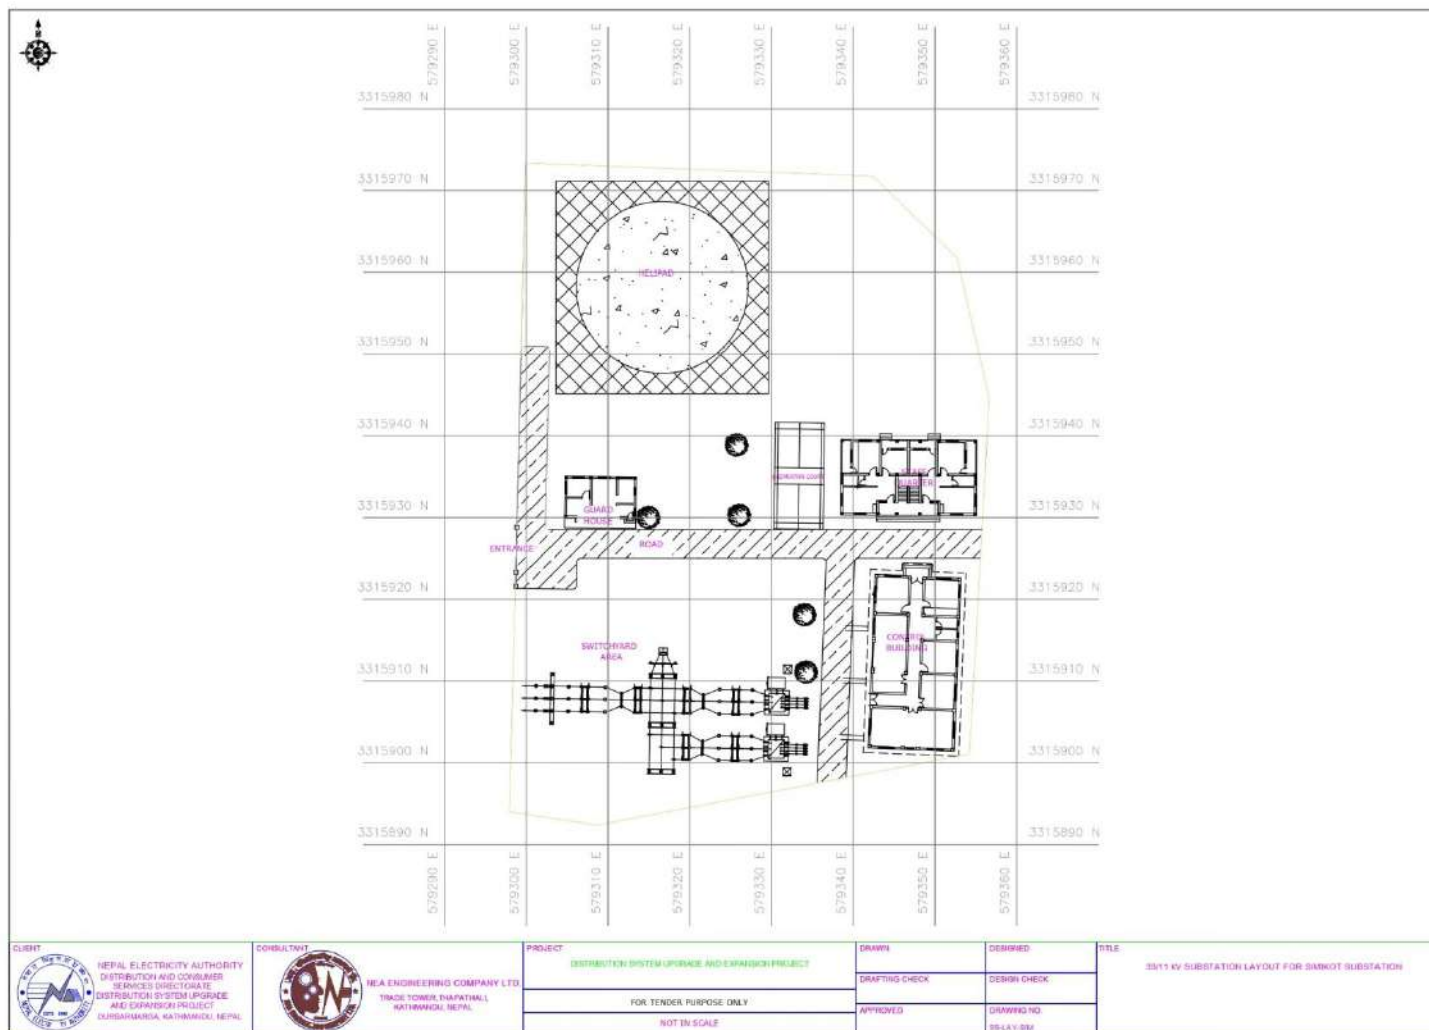 N
579290 E
579300 E
579310 E
579320 E
579330 E
579340 E
579350 E
579360 E
3315980 N
3315980 N
3315970 N
3315970 N
3315960 N
3315960 N
HELIPAD
3315950 N
3315950 N
3315940 N
3315940 N
STAFF
QUARTER
3315930 N
3315930 N
GUARD
HOUSE
ENTRANCE
ROAD
3315920 N
3315920 N
CONTROL
BUILDING
SWITCHYARD
AREA
3315910 N
3315910 N
3315900 N
3315900 N
3315890 N
3315890 N
579290 E
579300 E
579310 E
579320 E
579330 E
579340 E
579350 E
579360 E
CLIENT
NEPAL ELECTRICITY AUTHORITY
DISTRIBUTION AND CONSUMER
SERVICES DIRECTORATE
DISTRIBUTION SYSTEM UPGRADE
AND EXPANSION PROJECT
DURBARMARGA, KATHMANDU, NEPAL
CONSULTANT
NEA ENGINEERING COMPANY LTD.
TRADE TOWER, THAPATHALI,
KATHMANDU, NEPAL
PROJECT
DISTRIBUTION SYSTEM UPGRADE AND EXPANSION PROJECT
FOR TENDER PURPOSE ONLY
NOT IN SCALE
DRAWN
DESIGNED
DRAFTING CHECK
DESIGN CHECK
APPROVED
DRAWING NO.
TITLE
33/11 kV SUBSTATION LAYOUT FOR SIMIKOT SUBSTATION